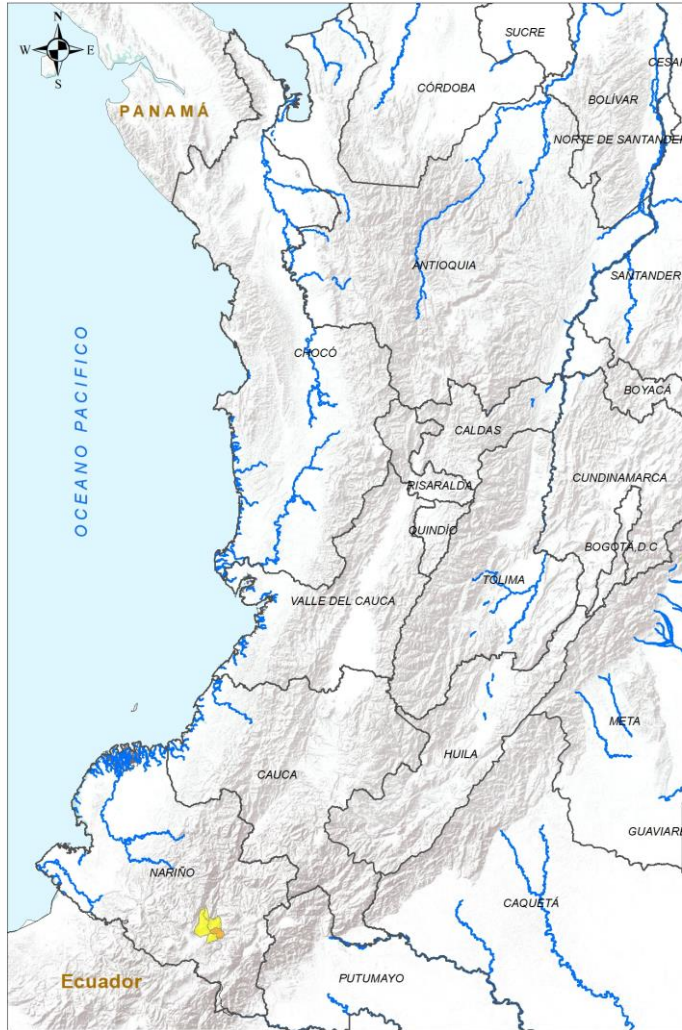 SUCRE
N
W E
S
CESAR
CÓRDOBA
BOLÍVAR
PANAMÁ
NORTE DE SANTANDER
ANTIOQUIA
SANTANDER
OCEANO PACIFICO
CHOCÓ
BOYACÁ
CALDAS
CUNDINAMARCA
RISARALDA
QUINDÍO
BOGOTÁ D.C
TOLIMA
VALLE DEL CAUCA
META
HUILA
CAUCA
GUAVIARE
NARIÑO
CAQUETÁ
Ecuador
PUTUMAYO